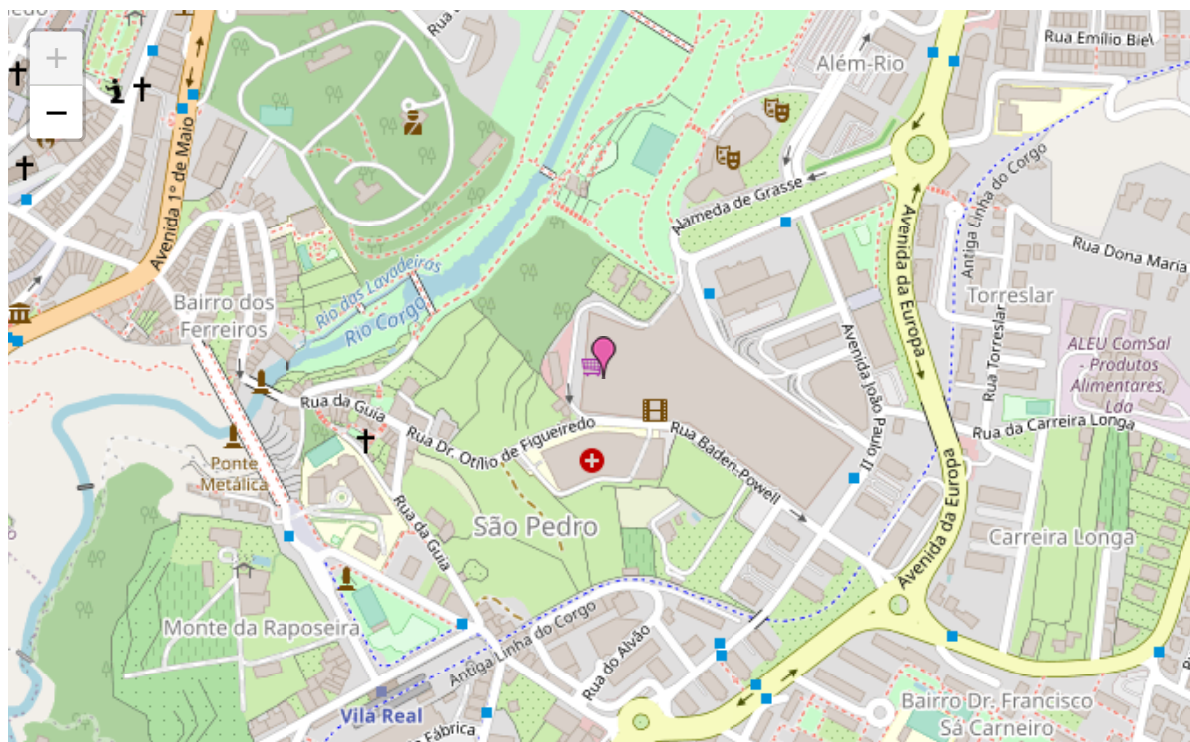 +
−
Rua Emílio Biel
Além-Rio
Avenida 1º de Maio
Alameda de Grasse
Antiga Linha do Corgo
Avenida da Europa
Rua Dona Maria
Torreslar
Rua Torreslar
Rio das Lavadeiras
Rio Corgo
Bairro dos
Ferreiros
ALEU ComSal
- Produtos
Alimentares,
Lda
Avenida João Paulo II
Rua da Guia
Rua Dr. Otílio de Figueiredo
Rua Baden-Powell
Rua da Carreira Longa
Ponte
Metálica
Rua da Guia
São Pedro
Avenida da Europa
Carreira Longa
Monte da Raposeira
Antiga Linha do Corgo
Rua do Alvão
Vila Real
Fábrica
Bairro Dr. Francisco
Sá Carneiro